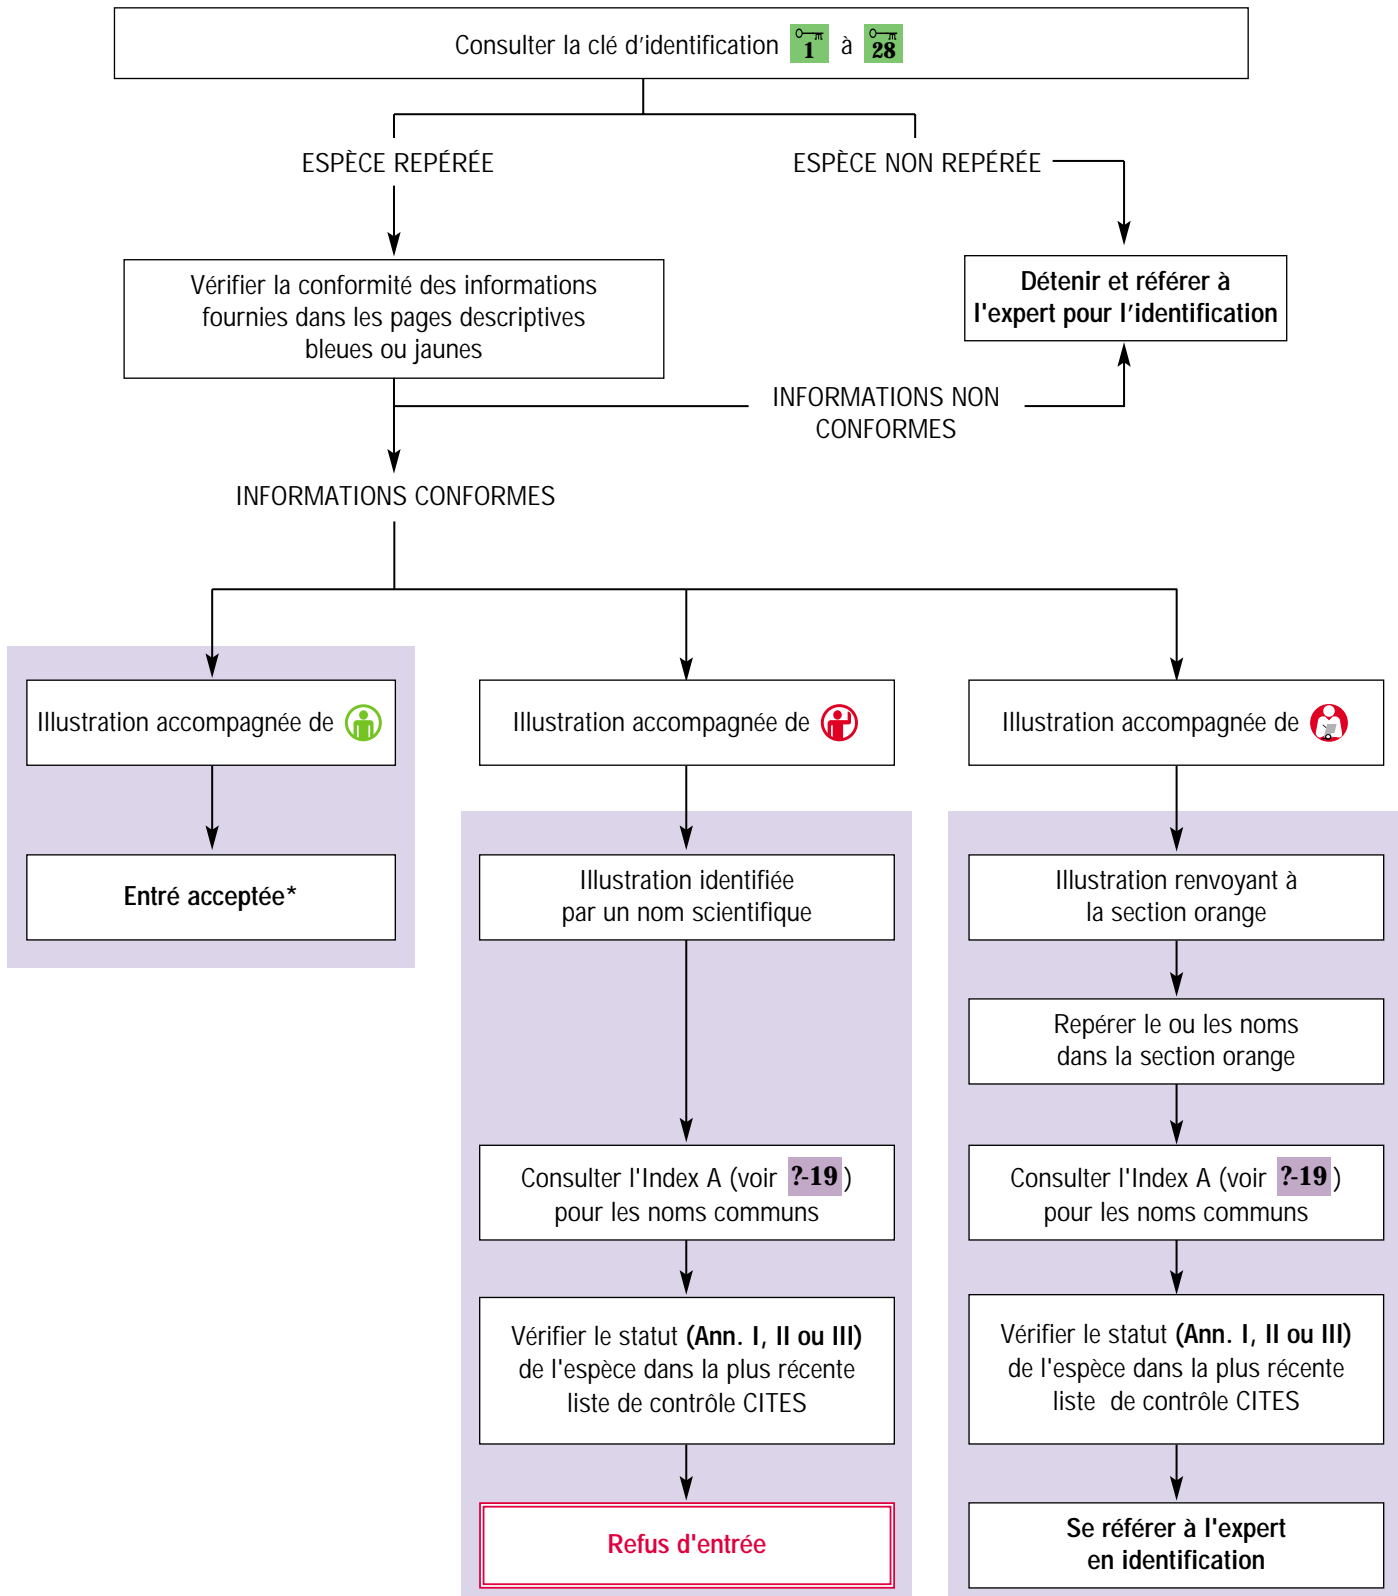 Consulter la clé d'identification 1 à 28
ESPÈCE REPÉRÉE
ESPÈCE NON REPÉRÉE
Vérifier la conformité des informations
fournies dans les pages descriptives
bleues ou jaunes
Détenir et référer à
l'expert pour l'identification
INFORMATIONS NON
CONFORMES
INFORMATIONS CONFORMES
Illustration accompagnée de
Entré acceptée*
Illustration accompagnée de
Illustration identifiée
par un nom scientifique
Consulter l'Index A (voir ?-19)
pour les noms communs
Vérifier le statut (Ann. I, II ou III)
de l'espèce dans la plus récente
liste de contrôle CITES
Refus d'entrée
Illustration accompagnée de
Illustration renvoyant à
la section orange
Repérer le ou les noms
dans la section orange
Consulter l'Index A (voir ?-19)
pour les noms communs
Vérifier le statut (Ann. I, II ou III)
de l'espèce dans la plus récente
liste de contrôle CITES
Se référer à l'expert
en identification